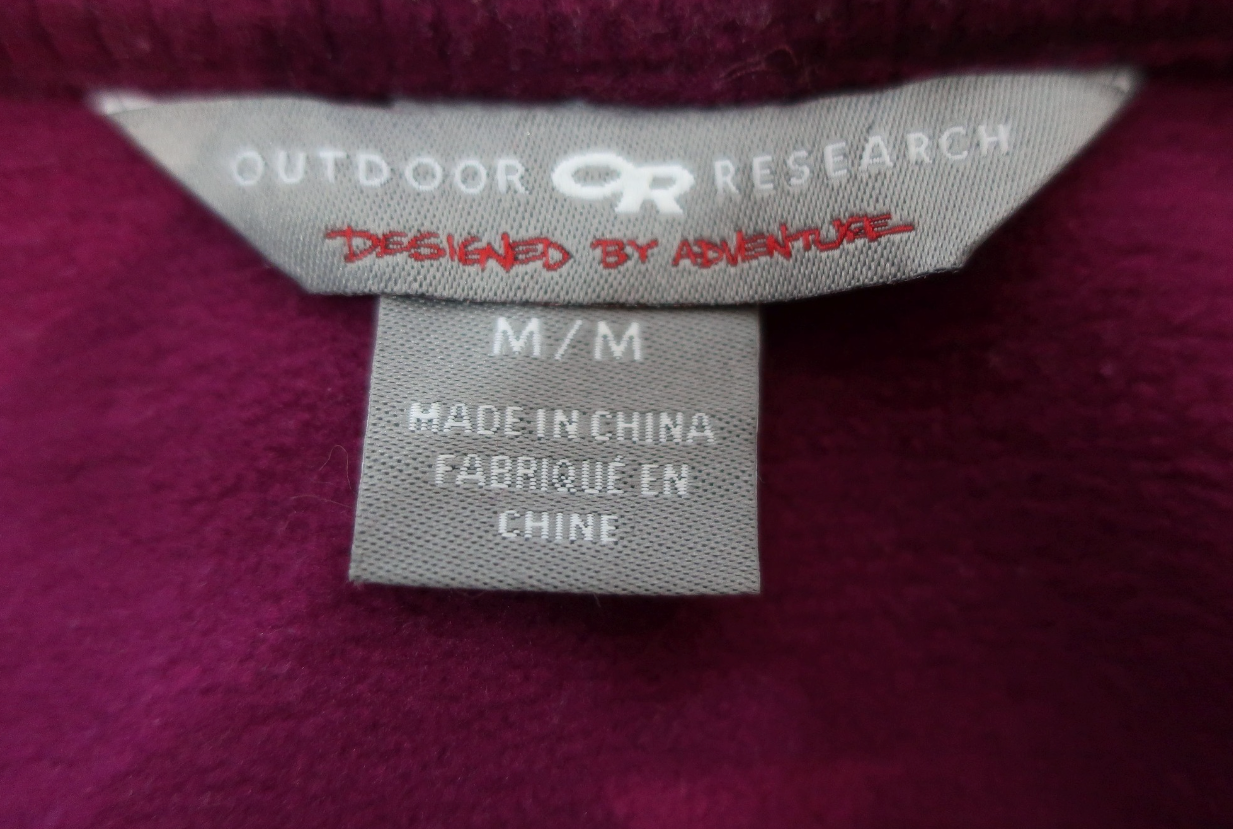 OUTDOOR OR RESEARCH
DESIGNED BY ADVENTURE
M/M
MADE IN CHINA
FABRIQUÉ EN
CHINE